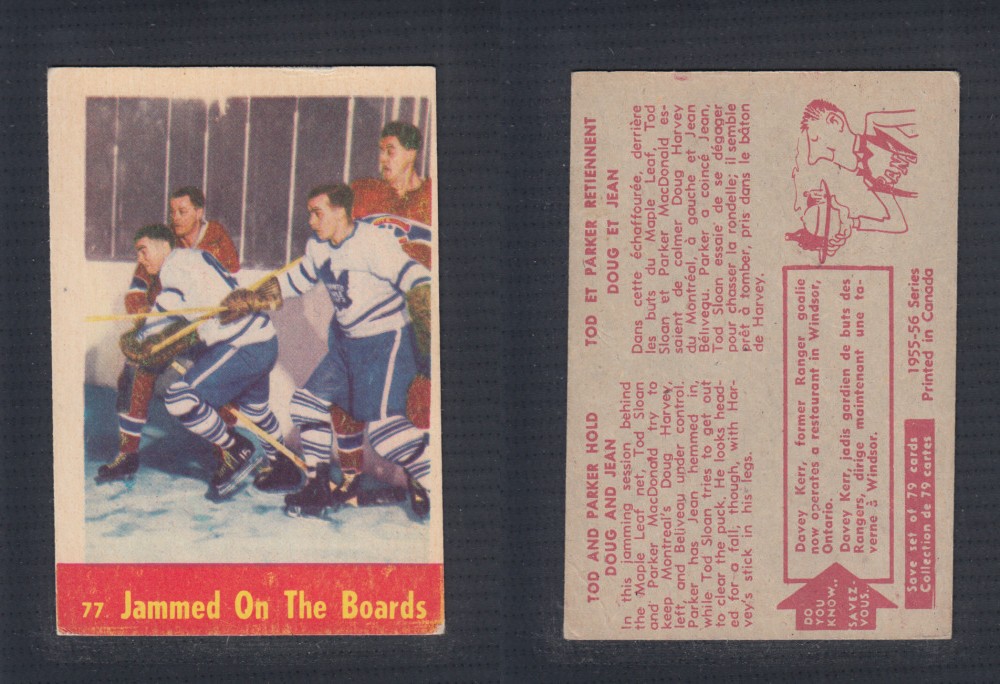 77 Jammed On The Boards
TOD AND PARKER HOLD
DOUG AND JEAN
In this jamming session behind
the Maple Leaf net, Tod Sloan
and Parker MacDonald try to
keep Montreal's Doug Harvey,
left, and Beliveau under control.
Parker has Jean hemmed in,
while Tod Sloan tries to get out
to clear the puck. He looks head-
ed for a fall, though, with Har-
vey's stick in his legs.
TOD ET PARKER RETIENNENT
DOUG ET JEAN
Dans cette échaffourée, derrière
les buts du Maple Leaf, Tod
Sloan et Parker MacDonald es-
saient de calmer Doug Harvey
du Montréal, à gauche et Jean
Béliveau. Parker a coincé Jean,
Tod Sloan essaie de se dégager
pour chasser la rondelle; il semble
prêt à tomber, pris dans le bâton
de Harvey.
DO
YOU
KNOW..
SAVEZ-
VOUS..
Davey Kerr, former Ranger goalie
now operates a restaurant in Windsor,
Ontario.
Davey Kerr, jadis gardien de buts des
Rangers, dirige maintenant une ta-
verne à Windsor.
Save set of 79 cards
Collection de 79 cartes
1955-56 Series
Printed in Canada